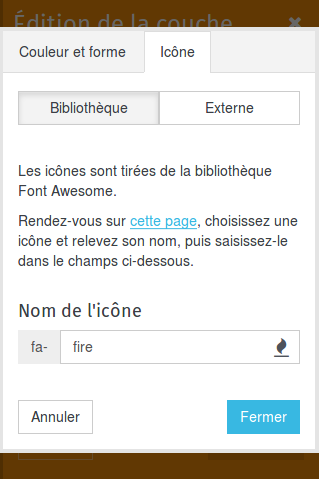 Édition de la couche
Couleur et forme
Icône
Bibliothèque
Externe
Les icônes sont tirées de la bibliothèque
Font Awesome.
Rendez-vous sur cette page, choisissez une
icône et relevez son nom, puis saisissez-le
dans le champs ci-dessous.
Nom de l'icône
fa-
fire
Annuler
Fermer